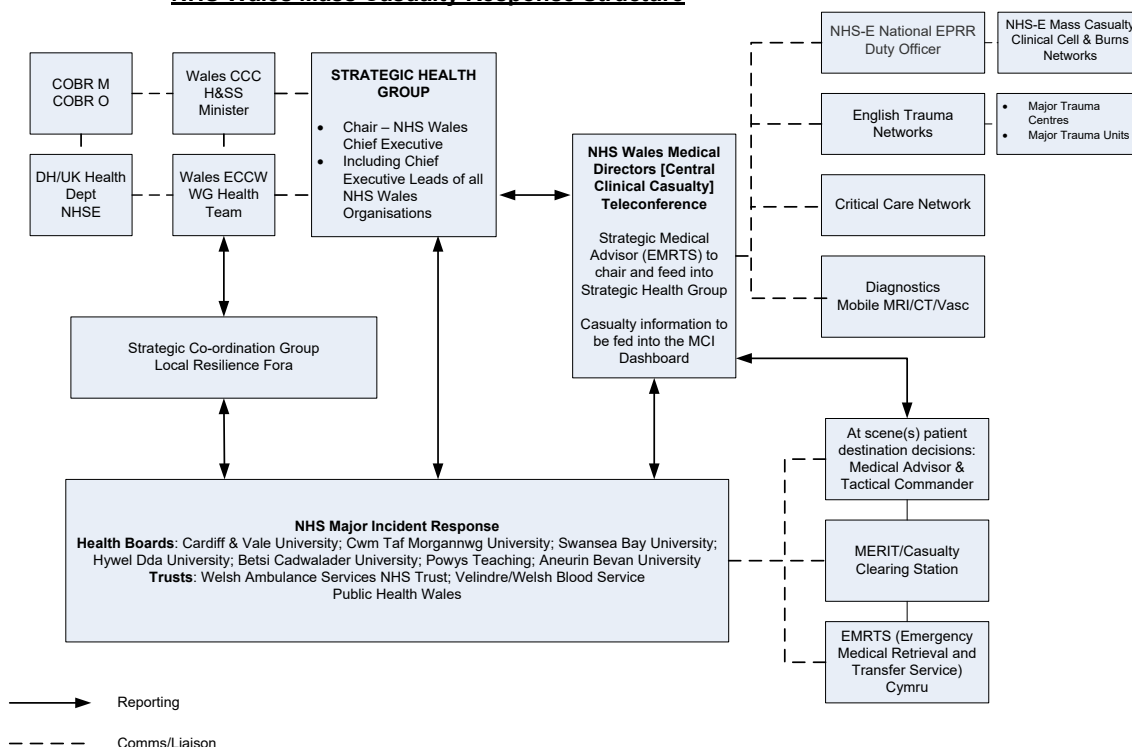 NHS Wales Mass Casualty Response Structure
COBR M
COBR O
Wales CCC
H&SS
Minister
DH/UK Health
Dept
NHSE
Wales ECCW
WG Health
Team
STRATEGIC HEALTH
GROUP
• Chair – NHS Wales
Chief Executive
• Including Chief
Executive Leads of all
NHS Wales
Organisations
NHS Wales Medical
Directors [Central
Clinical Casualty]
Teleconference
Strategic Medical
Advisor (EMRTS) to
chair and feed into
Strategic Health Group
Casualty information to
be fed into the MCI
Dashboard
NHS-E National EPRR
Duty Officer
NHS-E Mass Casualty
Clinical Cell & Burns
Networks
English Trauma
Networks
• Major Trauma
Centres
• Major Trauma Units
Critical Care Network
Diagnostics
Mobile MRI/CT/Vasc
Strategic Co-ordination Group
Local Resilience Fora
At scene(s) patient
destination decisions:
Medical Advisor &
Tactical Commander
MERIT/Casualty
Clearing Station
EMRTS (Emergency
Medical Retrieval and
Transfer Service)
Cymru
NHS Major Incident Response
Health Boards: Cardiff & Vale University; Cwm Taf Morgannwg University; Swansea Bay University;
Hywel Dda University; Betsi Cadwalader University; Powys Teaching; Aneurin Bevan University
Trusts: Welsh Ambulance Services NHS Trust; Velindre/Welsh Blood Service
Public Health Wales
Reporting
Comms/Liaison